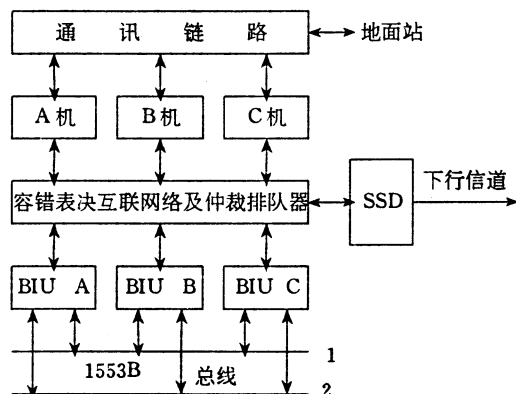 通 讯 链 路
地面站
A机 B机 C机
容错表决互联网络及仲裁排队器
SSD
下行信道
BIU A BIU B BIU C
1
1553B 总线
2